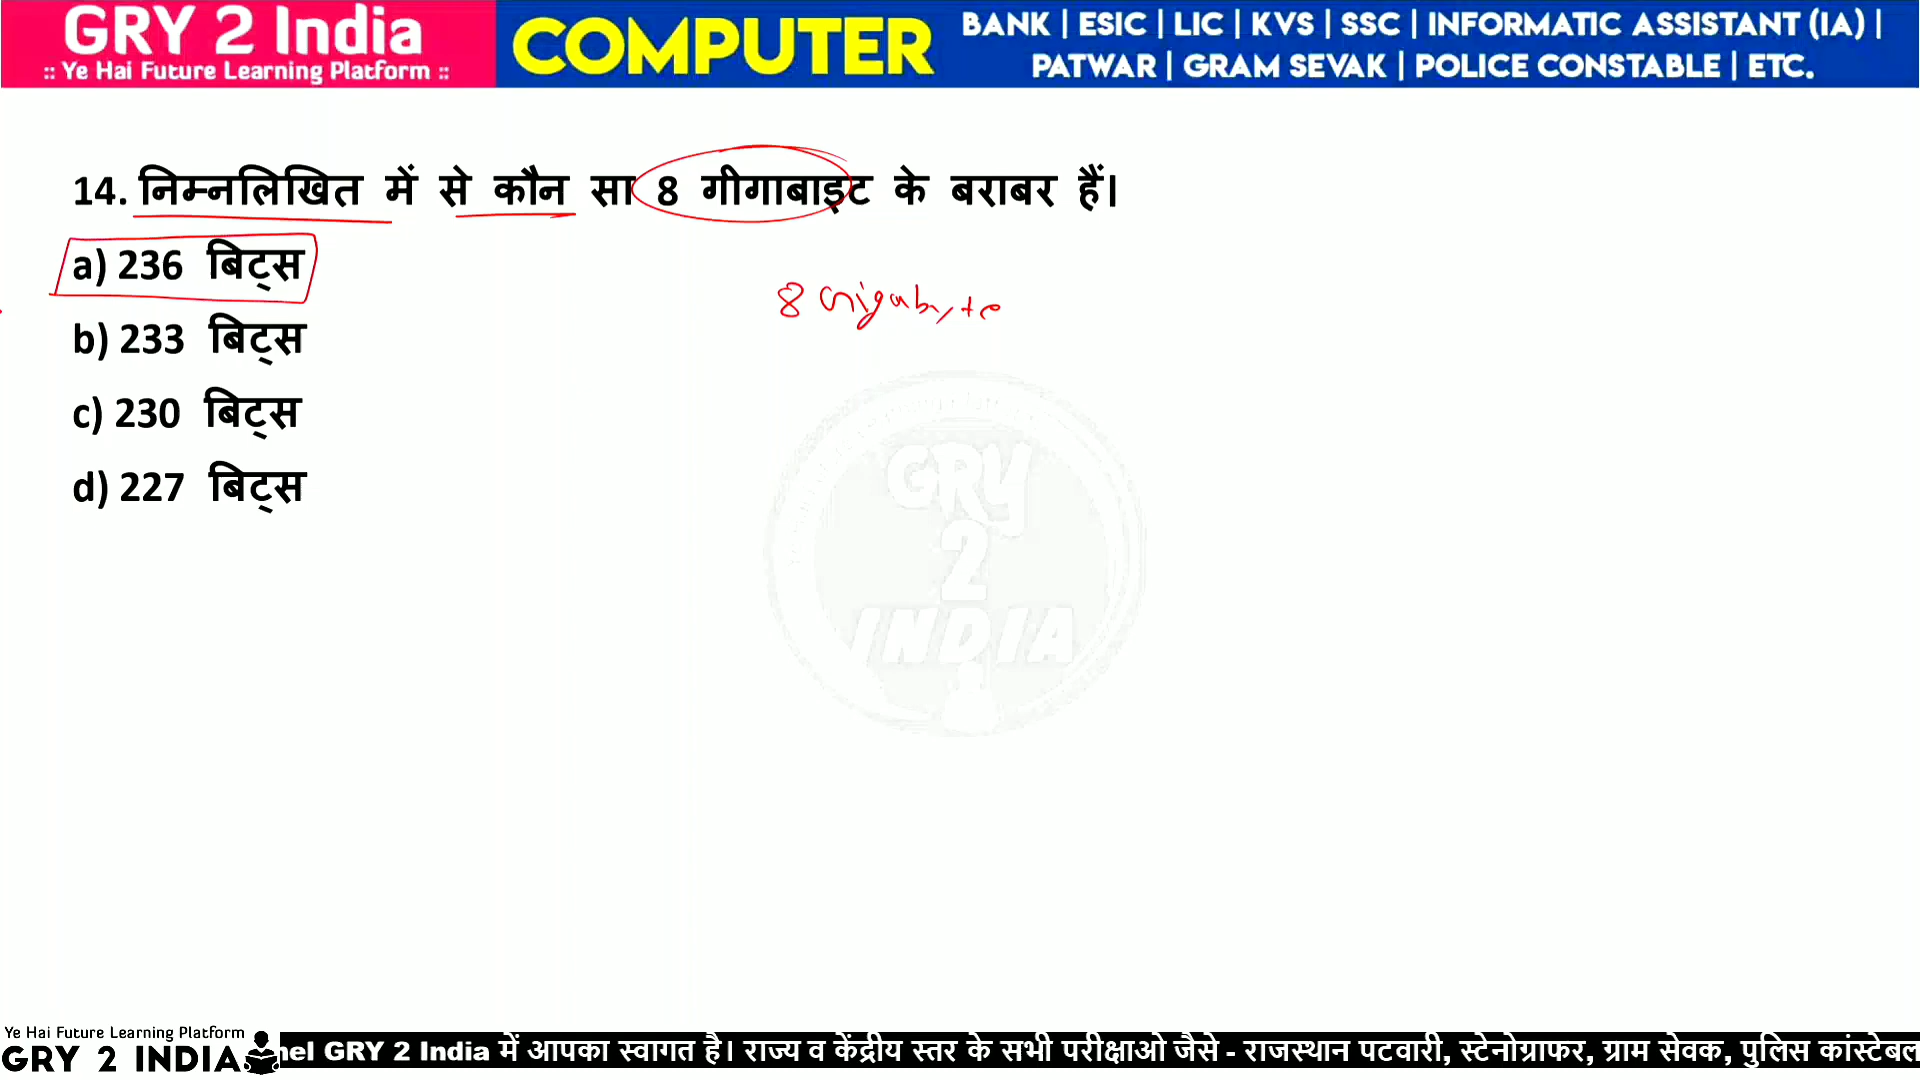 GRY 2 India
:: Ye Hai Future Learning Platform ::
COMPUTER
BANK | ESIC | LIC | KVS | SSC | INFORMATIC ASSISTANT (IA) |
PATWAR | GRAM SEVAK | POLICE CONSTABLE | ETC.
14. निम्नलिखित में से कौन सा 8 गीगाबाइट के बराबर हैं।
a) 236 बिट्स
8 Gigabyte
b) 233 बिट्स
c) 230 बिट्स
d) 227 बिट्स
GRY
2
INDIA
Ye Hai Future Learning Platform
GRY 2 INDIA
nel GRY 2 India में आपका स्वागत है। राज्य व केंद्रीय स्तर के सभी परीक्षाओ जैसे - राजस्थान पटवारी, स्टेनोग्राफर, ग्राम सेवक, पुलिस कांस्टेबल